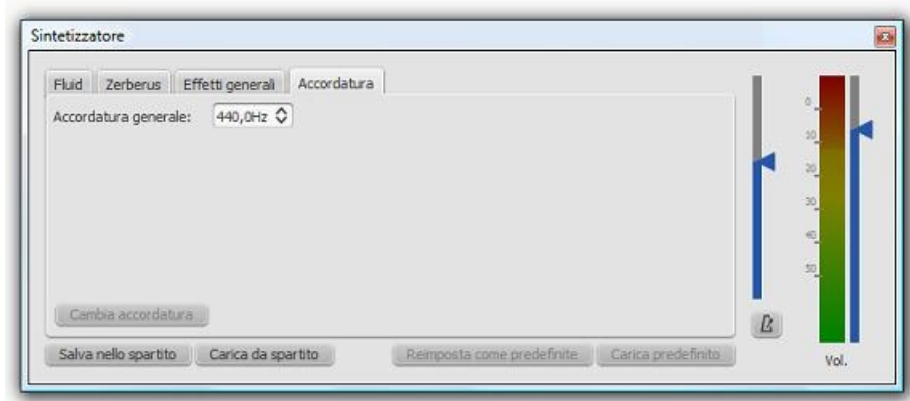 Sintetizzatore
Fluid Zerberus Effetti generali Accordatura
Accordatura generale: 440,0Hz
0
10
20
30
40
50
Cambia accordatura
Salva nello spartito Carica da spartito Reimposta come predefinite Carica predefinito
Vol.